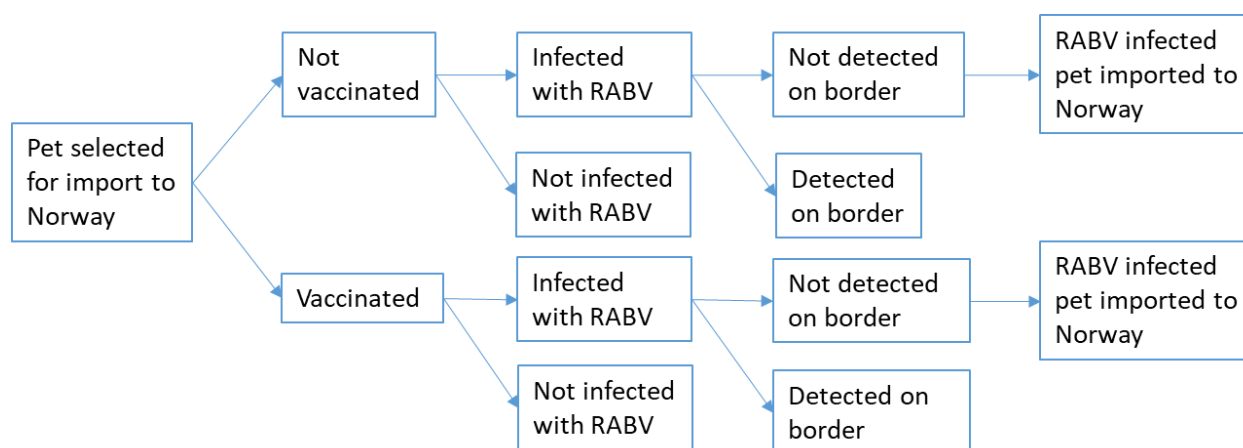 Pet selected
for import to
Norway
Not
vaccinated
Infected
with RABV
Not detected
on border
RABV infected
pet imported to
Norway
Not infected
with RABV
Detected
on border
Vaccinated
Infected
with RABV
Not detected
on border
RABV infected
pet imported to
Norway
Not infected
with RABV
Detected on
border